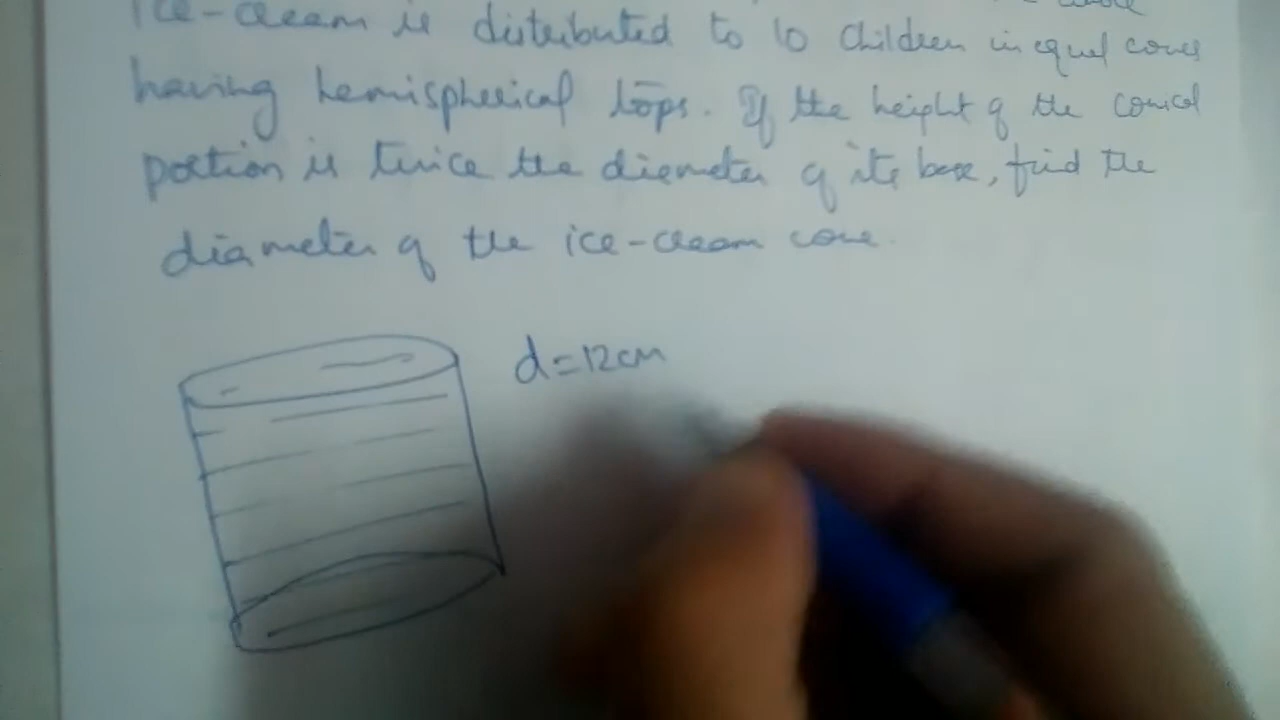 ice-cream is distributed to 10 children in equal cones
having hemispherical tops. If the height of the conical
portion is twice the diameter of its base, find the
diameter of the ice-cream cone.
d=12cm